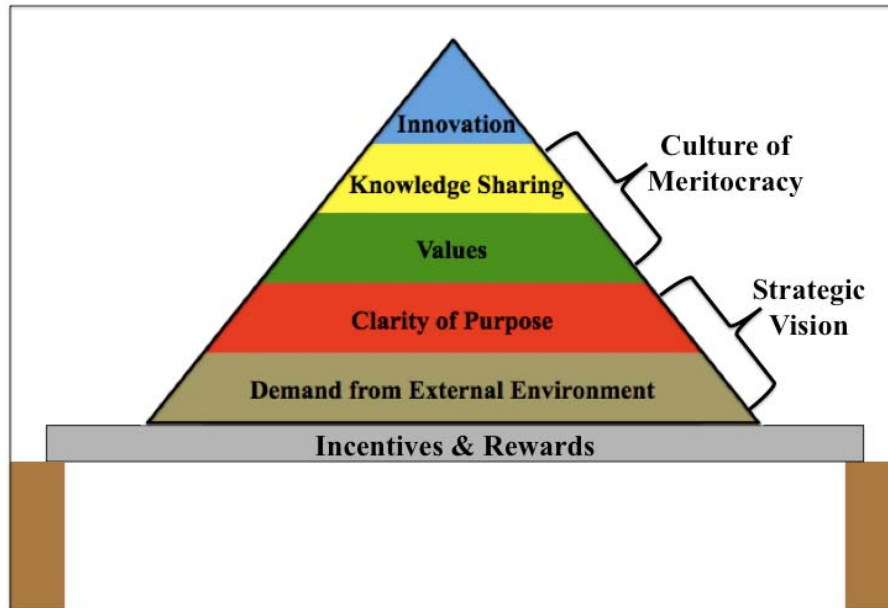 Innovation
Knowledge Sharing
Values
Clarity of Purpose
Demand from External Environment
Incentives & Rewards
Culture of
Meritocracy
Strategic
Vision